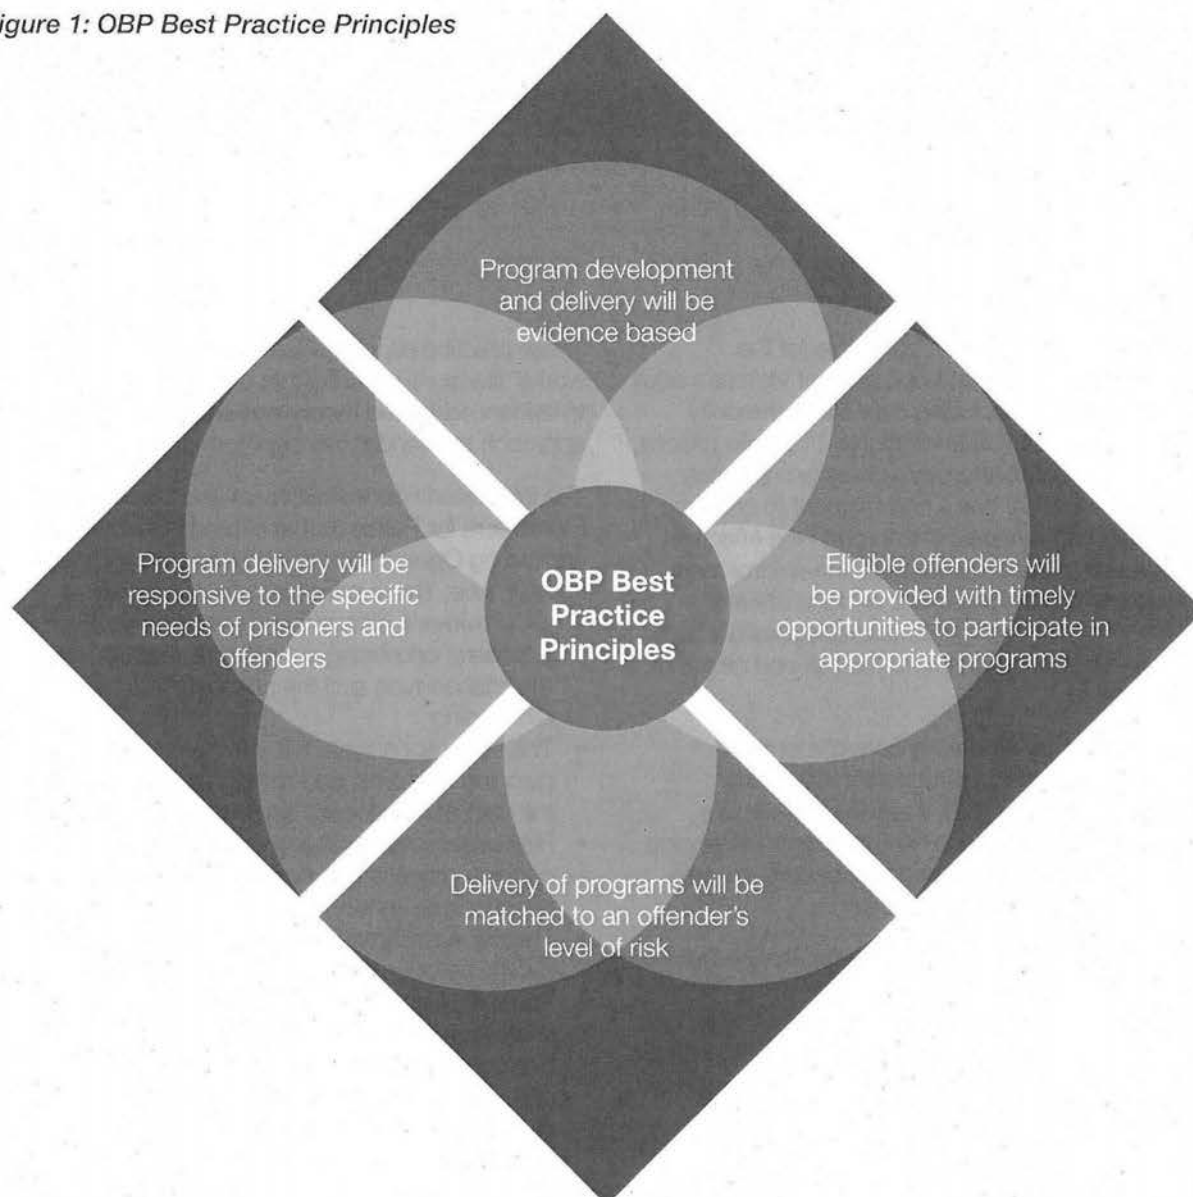 igure 1: OBP Best Practice Principles
Program development
and delivery will be
evidence based
Program delivery will be
responsive to the specific
needs of prisoners and
offenders
OBP Best
Practice
Principles
Eligible offenders will
be provided with timely
opportunities to participate in
appropriate programs
Delivery of programs will be
matched to an offender's
level of risk